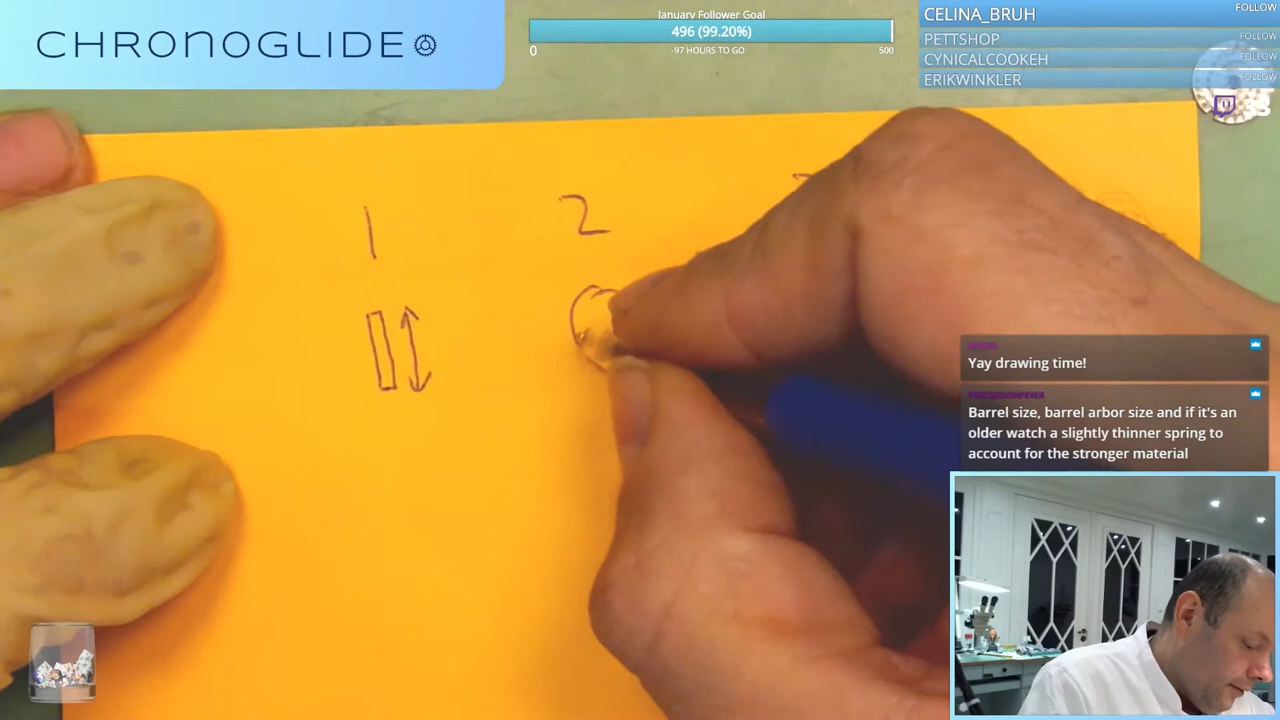 CHRONOGLIDE
January Follower Goal
496 (99.20%)
0
-97 HOURS TO GO
500
CELINA_BRUH FOLLOW
PETTSHOP FOLLOW
CYNICALCOOKEH FOLLOW
ERIKWINKLER FOLLOW
33
1 2
Yay drawing time!
Barrel size, barrel arbor size and if it's an
older watch a slightly thinner spring to
account for the stronger material